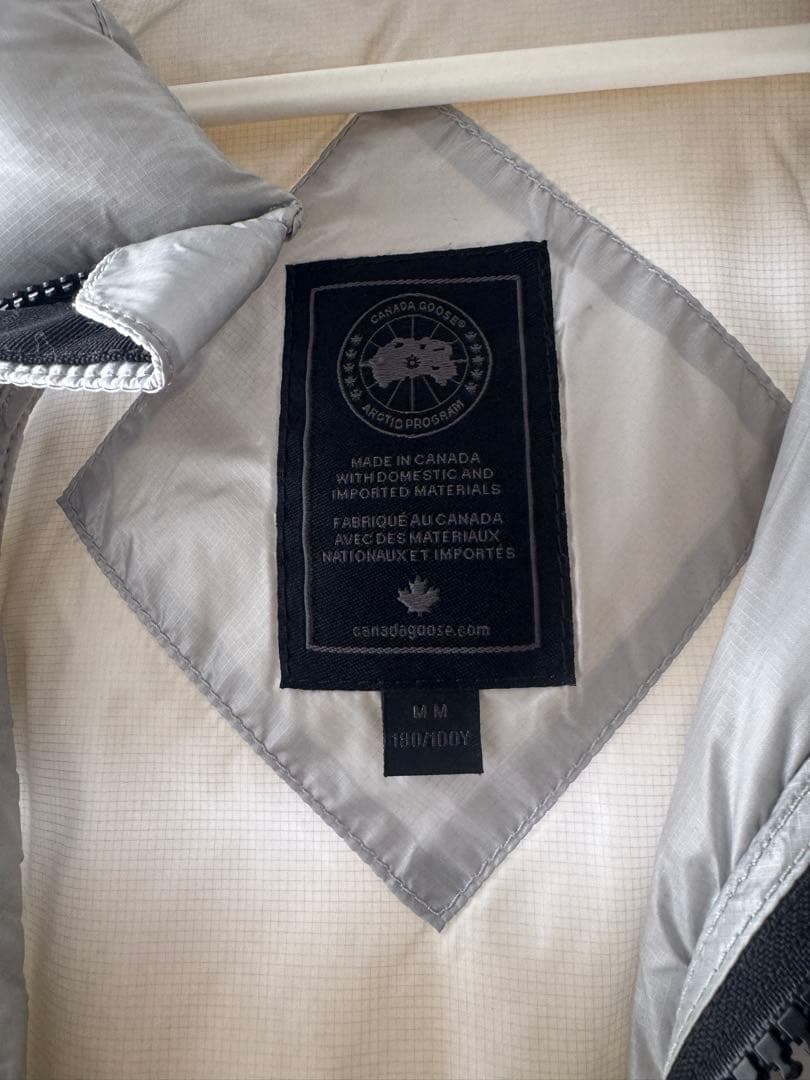 CANADA GOOSE®
ARCTIC PROGRAM
MADE IN CANADA
WITH DOMESTIC AND
IMPORTED MATERIALS
FABRIQUÉ AU CANADA
AVEC DES MATERIAUX
NATIONAUX ET IMPORTÉS
canadagoose.com
M M
180/100Y